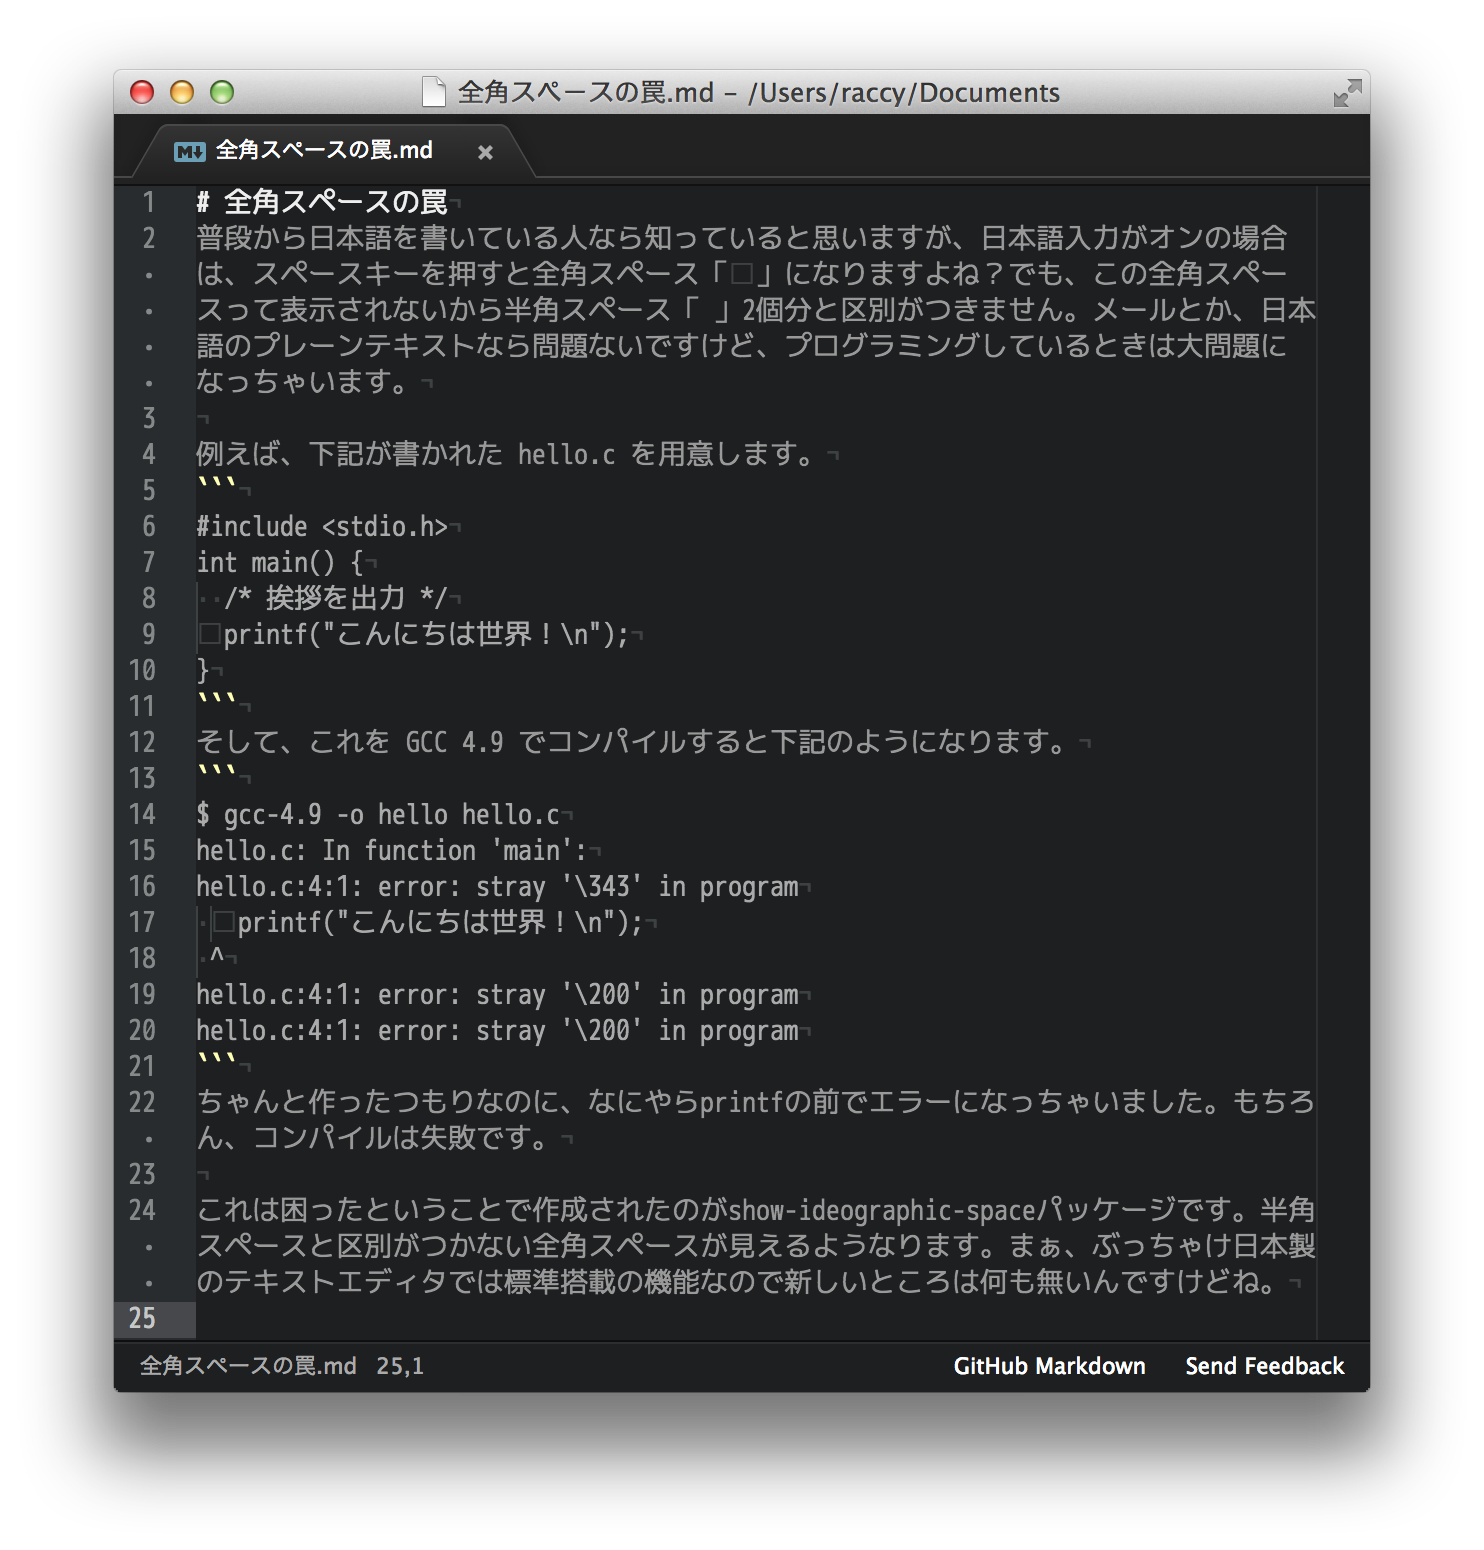 全角スペースの罠.md – /Users/raccy/Documents
全角スペースの罠.md
1 # 全角スペースの罠¬
2 普段から日本語を書いている人なら知っていると思いますが、日本語入力がオンの場合
• は、スペースキーを押すと全角スペース「□」になりますよね？でも、この全角スペー
• スって表示されないから半角スペース「 」2個分と区別がつきません。メールとか、日本
• 語のプレーンテキストなら問題ないですけど、プログラミングしているときは大問題に
• なっちゃいます。¬
3 ¬
4 例えば、下記が書かれた hello.c を用意します。¬
5 ```¬
6 #include <stdio.h>¬
7 int main() {¬
8 ··/* 挨拶を出力 */¬
9 □printf("こんにちは世界！\n");¬
10 }¬
11 ```¬
12 そして、これを GCC 4.9 でコンパイルすると下記のようになります。¬
13 ```¬
14 $ gcc-4.9 -o hello hello.c¬
15 hello.c: In function 'main':¬
16 hello.c:4:1: error: stray '\343' in program¬
17 ·□printf("こんにちは世界！\n");¬
18 ·^¬
19 hello.c:4:1: error: stray '\200' in program¬
20 hello.c:4:1: error: stray '\200' in program¬
21 ```¬
22 ちゃんと作ったつもりなのに、なにやらprintfの前でエラーになっちゃいました。もちろ
• ん、コンパイルは失敗です。¬
23 ¬
24 これは困ったということで作成されたのがshow-ideographic-spaceパッケージです。半角
• スペースと区別がつかない全角スペースが見えるようなります。まぁ、ぶっちゃけ日本製
• のテキストエディタでは標準搭載の機能なので新しいところは何も無いんですけどね。¬
25
全角スペースの罠.md 25,1 GitHub Markdown Send Feedback